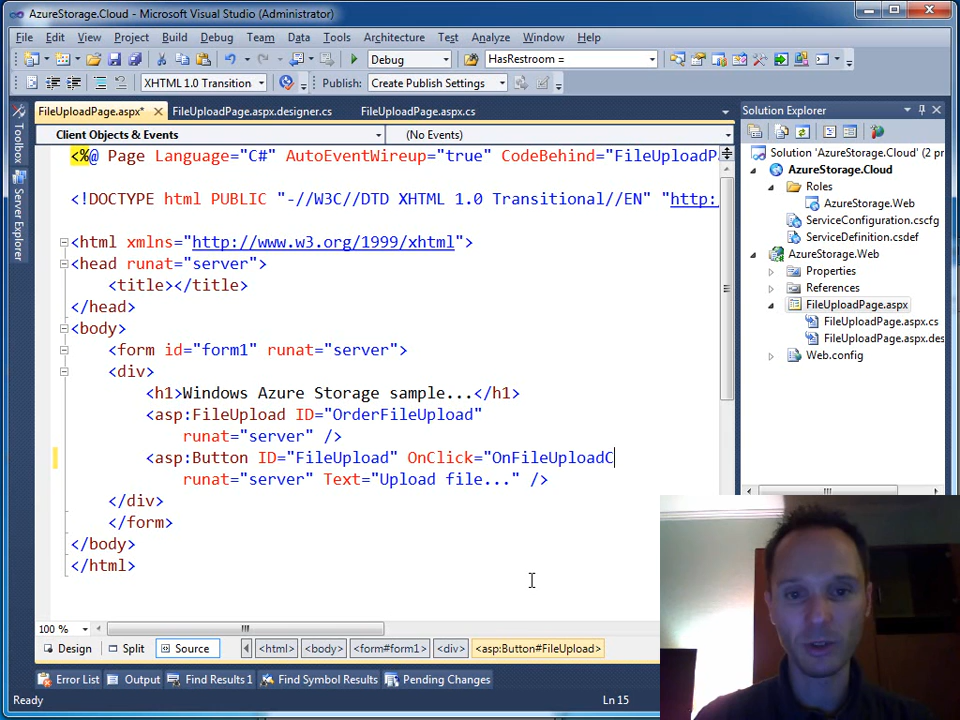 AzureStorage.Cloud - Microsoft Visual Studio (Administrator)
File Edit View Project Build Debug Team Data Tools Architecture Test Analyze Window Help
Debug HasRestroom =
XHTML 1.0 Transition Publish: Create Publish Settings
FileUploadPage.aspx* FileUploadPage.aspx.designer.cs FileUploadPage.aspx.cs
Client Objects & Events (No Events)
Toolbox
Server Explorer
<%@ Page Language="C#" AutoEventWireup="true" CodeBehind="FileUploadPa
<!DOCTYPE html PUBLIC "-//W3C//DTD XHTML 1.0 Transitional//EN" "http:
<html xmlns="http://www.w3.org/1999/xhtml">
<head runat="server">
<title></title>
</head>
<body>
<form id="form1" runat="server">
<div>
<h1>Windows Azure Storage sample...</h1>
<asp:FileUpload ID="OrderFileUpload"
runat="server" />
<asp:Button ID="FileUpload" OnClick="OnFileUploadC
runat="server" Text="Upload file..." />
</div>
</form>
</body>
</html>
100 %
Design Split Source <html> <body> <form#form1> <div> <asp:Button#FileUpload>
Error List Output Find Results 1 Find Symbol Results Pending Changes
Ready Ln 15
Solution Explorer
Solution 'AzureStorage.Cloud' (2 pr
AzureStorage.Cloud
Roles
AzureStorage.Web
ServiceConfiguration.cscfg
ServiceDefinition.csdef
AzureStorage.Web
Properties
References
FileUploadPage.aspx
FileUploadPage.aspx.cs
FileUploadPage.aspx.des
Web.config